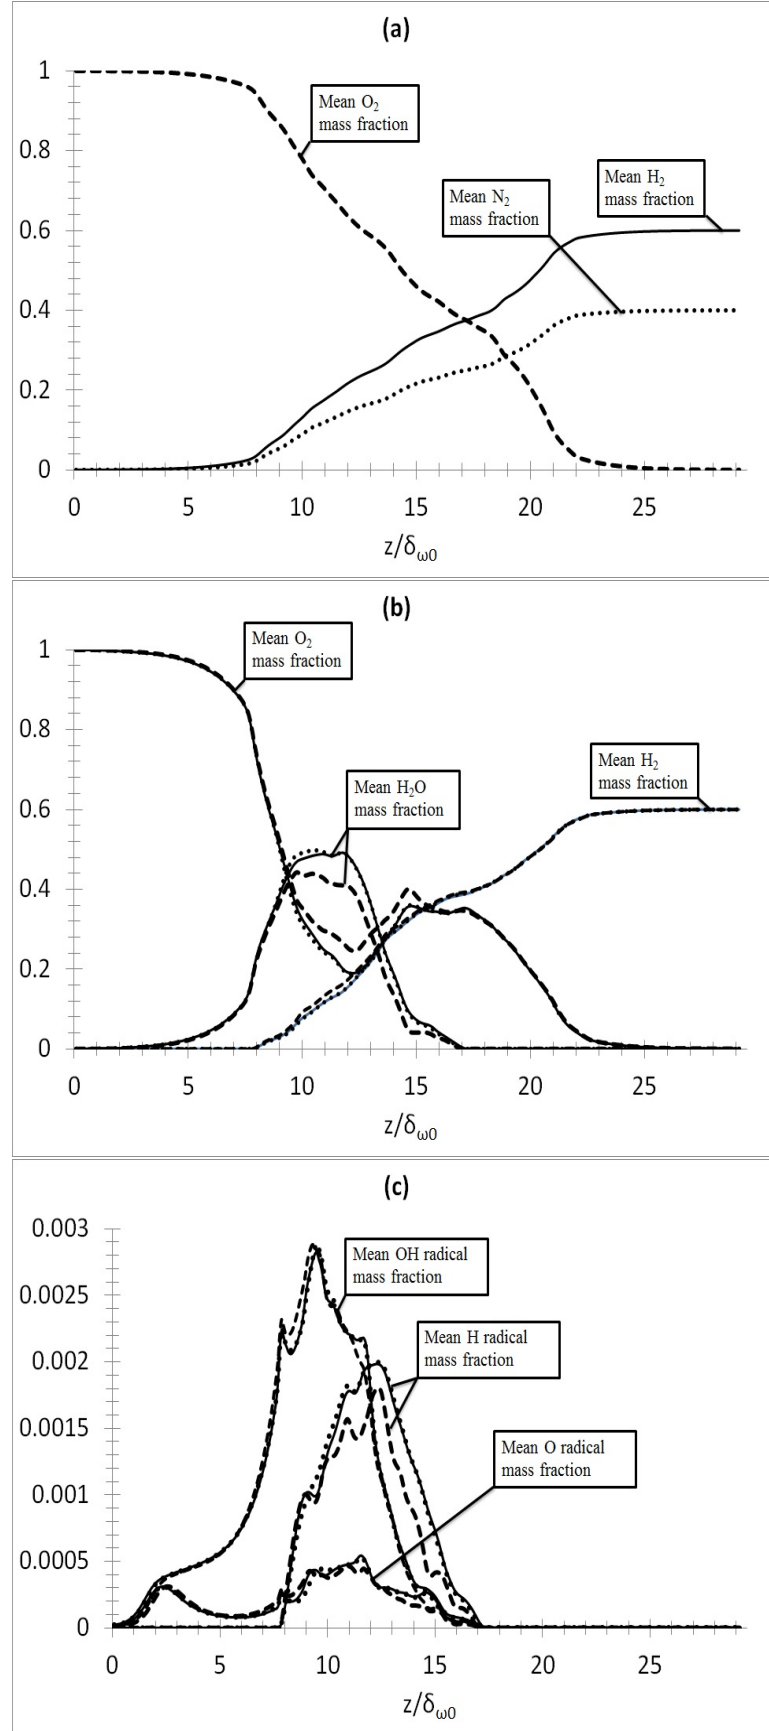 (a)
1
Mean O₂
mass fraction
0.8
Mean N₂
mass fraction
Mean H₂
mass fraction
0.6
0.4
0.2
0
0 5 10 15 20 25
z/δω0
(b)
1
Mean O₂
mass fraction
0.8
Mean H₂O
mass fraction
Mean H₂
mass fraction
0.6
0.4
0.2
0
0 5 10 15 20 25
z/δω0
(c)
0.003
Mean OH radical
mass fraction
0.0025
Mean H radical
mass fraction
0.002
0.0015
Mean O radical
mass fraction
0.001
0.0005
0
0 5 10 15 20 25
z/δω0